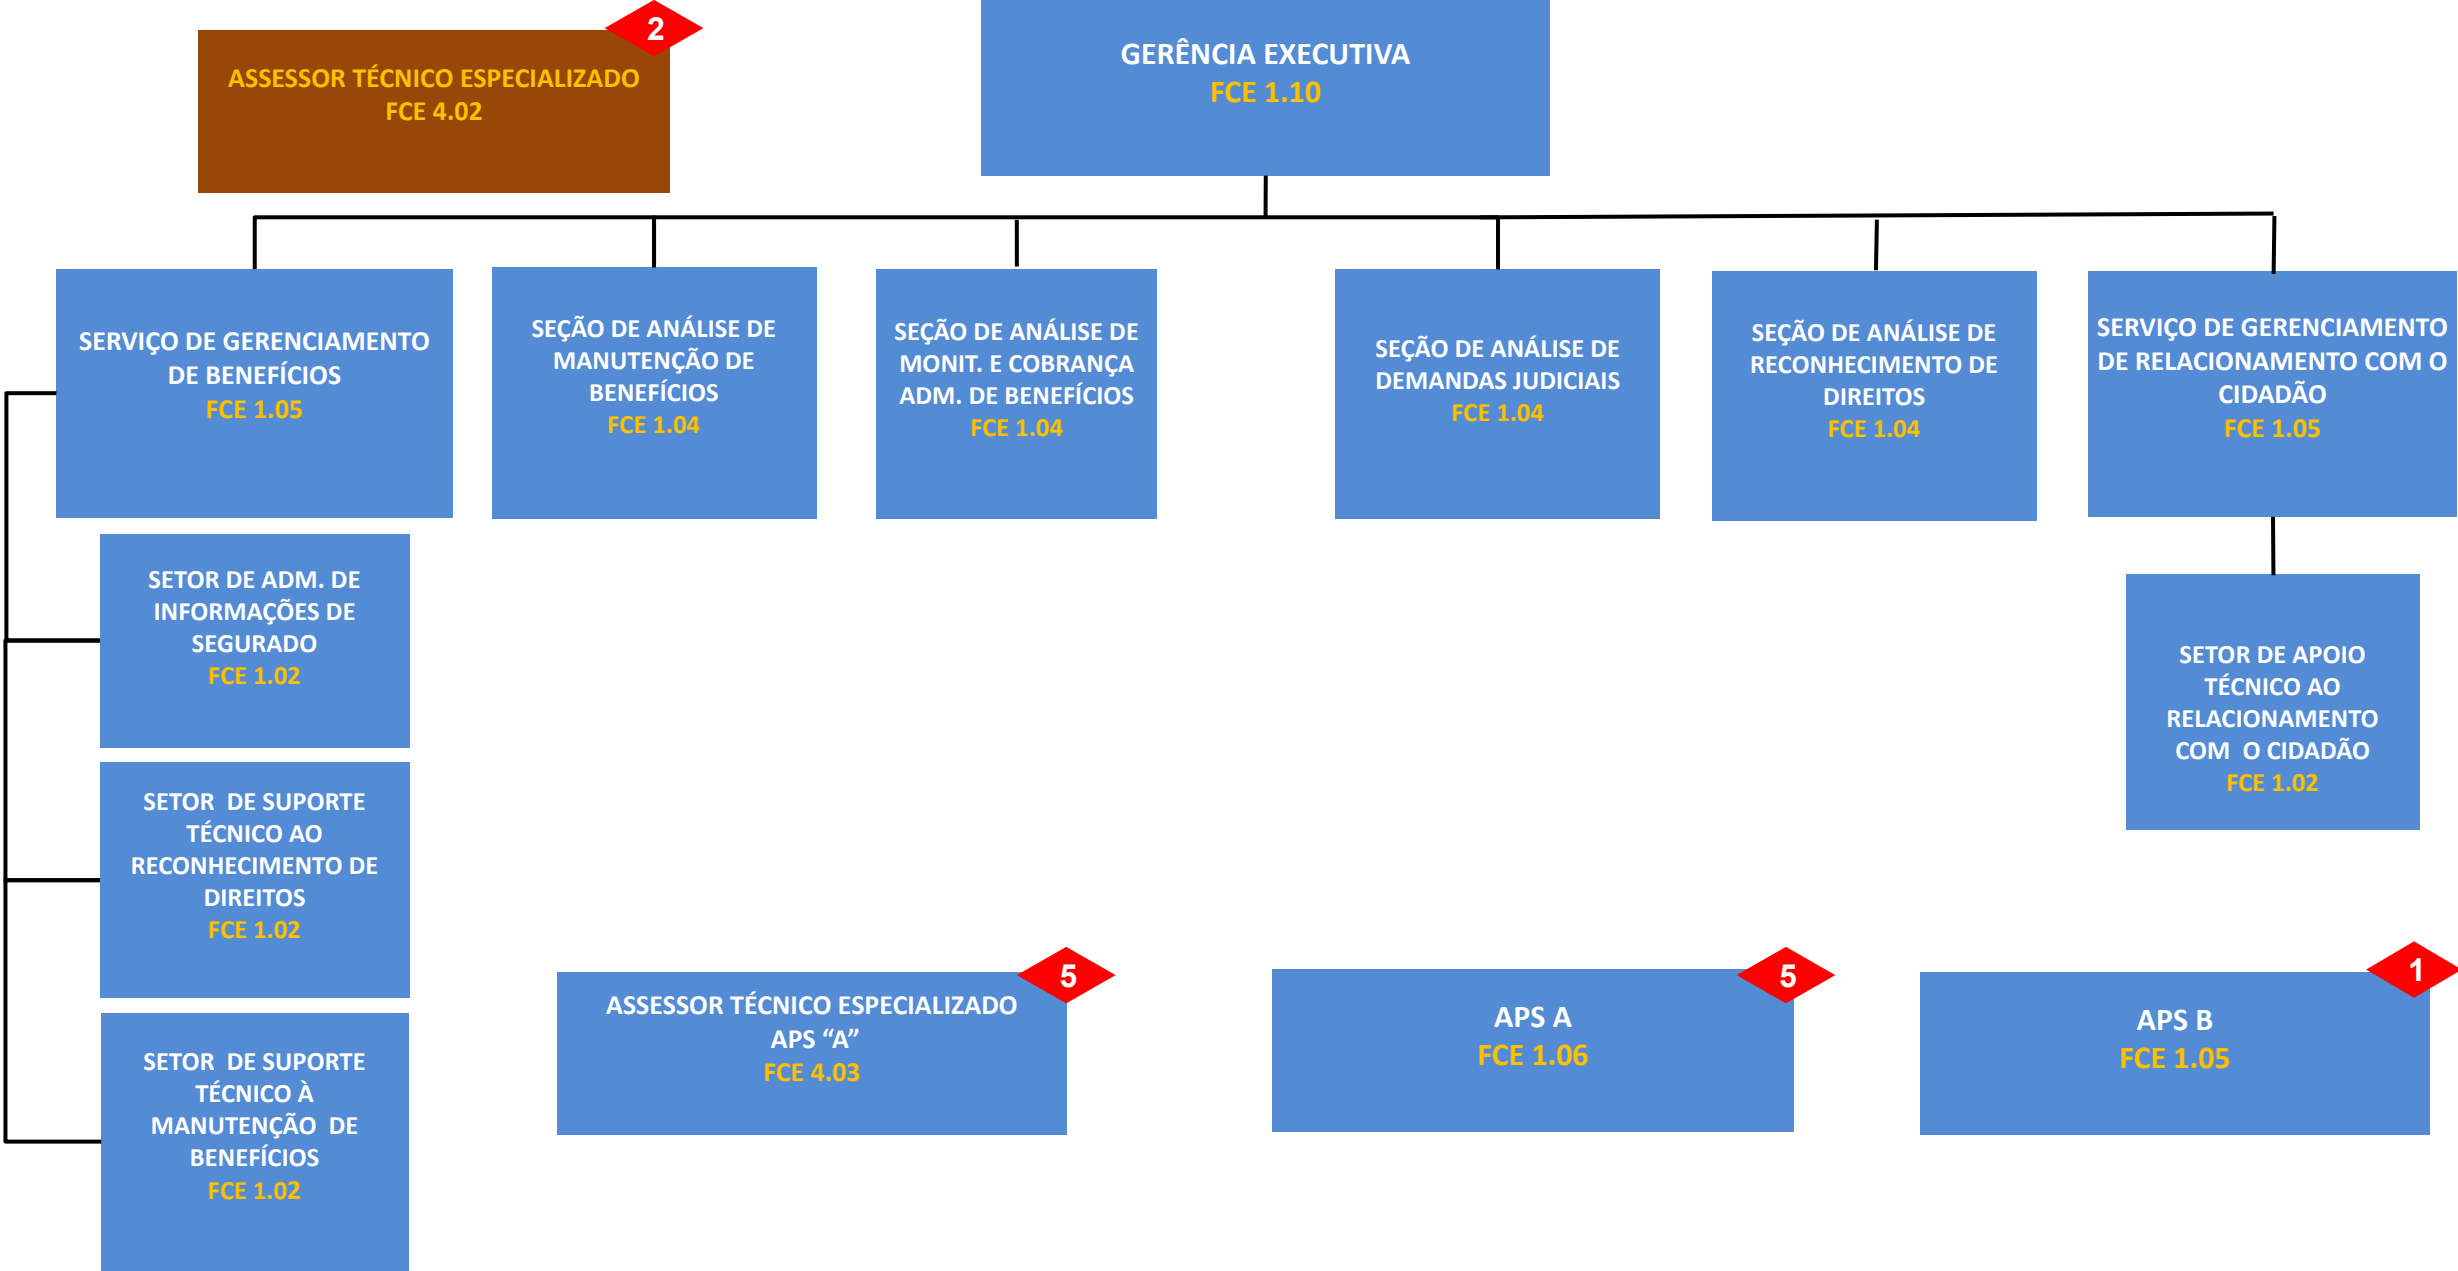 2
ASSESSOR TÉCNICO ESPECIALIZADO
FCE 4.02
GERÊNCIA EXECUTIVA
FCE 1.10
SERVIÇO DE GERENCIAMENTO
DE BENEFÍCIOS
FCE 1.05
SEÇÃO DE ANÁLISE DE
MANUTENÇÃO DE
BENEFÍCIOS
FCE 1.04
SEÇÃO DE ANÁLISE DE
MONIT. E COBRANÇA
ADM. DE BENEFÍCIOS
FCE 1.04
SEÇÃO DE ANÁLISE DE
DEMANDAS JUDICIAIS
FCE 1.04
SEÇÃO DE ANÁLISE DE
RECONHECIMENTO DE
DIREITOS
FCE 1.04
SERVIÇO DE GERENCIAMENTO
DE RELACIONAMENTO COM O
CIDADÃO
FCE 1.05
SETOR DE ADM. DE
INFORMAÇÕES DE
SEGURADO
FCE 1.02
SETOR DE APOIO
TÉCNICO AO
RELACIONAMENTO
COM O CIDADÃO
FCE 1.02
SETOR DE SUPORTE
TÉCNICO AO
RECONHECIMENTO DE
DIREITOS
FCE 1.02
SETOR DE SUPORTE
TÉCNICO À
MANUTENÇÃO DE
BENEFÍCIOS
FCE 1.02
5
ASSESSOR TÉCNICO ESPECIALIZADO
APS “A”
FCE 4.03
5
APS A
FCE 1.06
1
APS B
FCE 1.05